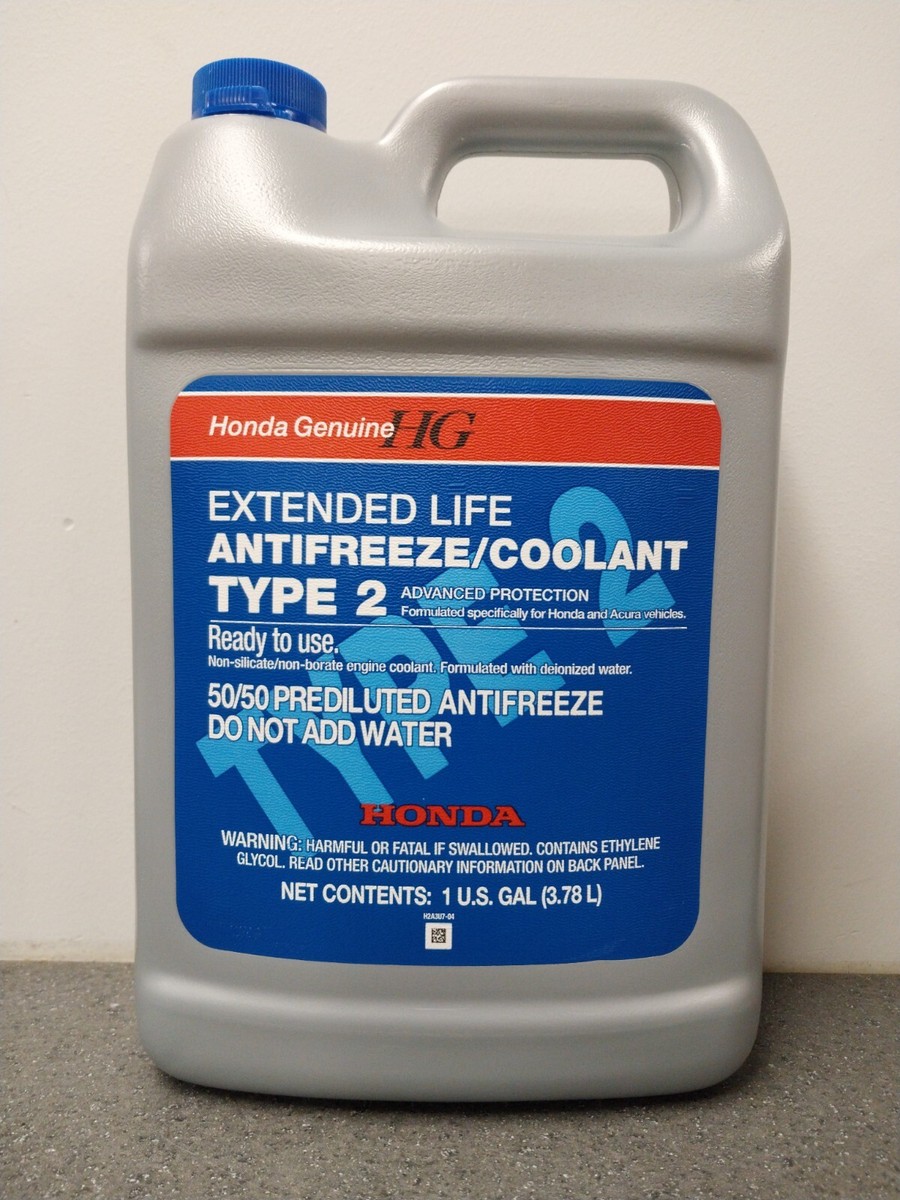 Honda Genuine HG
EXTENDED LIFE
ANTIFREEZE/COOLANT
TYPE 2 ADVANCED PROTECTION
Formulated specifically for Honda and Acura vehicles.
Ready to use.
Non-silicate/non-borate engine coolant. Formulated with deionized water.
50/50 PREDILUTED ANTIFREEZE
DO NOT ADD WATER
TYPE 2
HONDA
WARNING: HARMFUL OR FATAL IF SWALLOWED. CONTAINS ETHYLENE
GLYCOL. READ OTHER CAUTIONARY INFORMATION ON BACK PANEL.
NET CONTENTS: 1 U.S. GAL (3.78 L)
H2A3U7-04